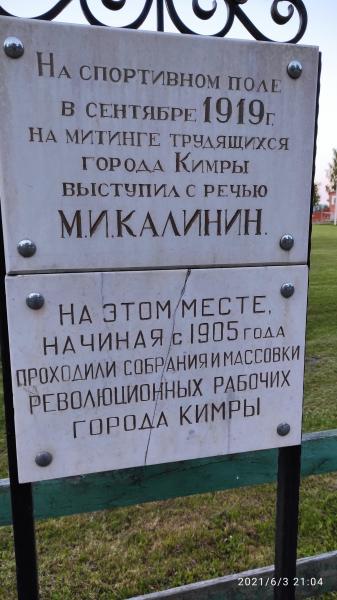 На спортивном поле
в сентябре 1919 г.
на митинге трудящихся
города Кимры
выступил с речью
М.И.КАЛИНИН.
НА ЭТОМ МЕСТЕ,
НАЧИНАЯ С 1905 ГОДА
ПРОХОДИЛИ СОБРАНИЯ И МАССОВКИ
РЕВОЛЮЦИОННЫХ РАБОЧИХ
ГОРОДА КИМРЫ
2021/6/3 21:04